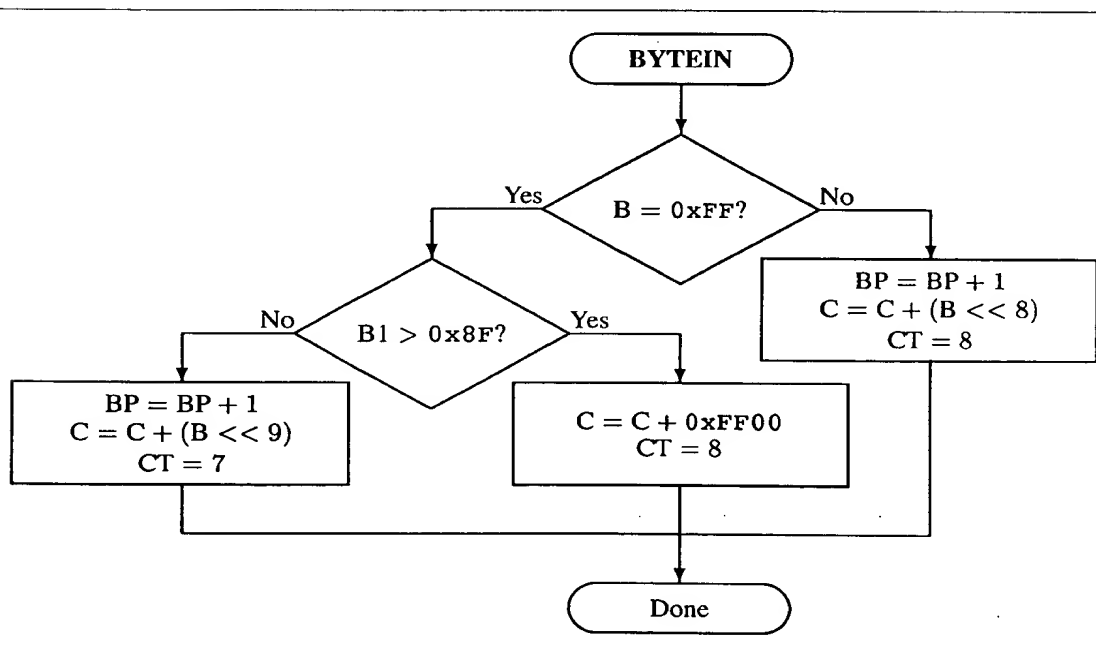 BYTEIN
B = 0xFF?
Yes
No
BP = BP + 1
C = C + (B << 8)
CT = 8
B1 > 0x8F?
No
Yes
BP = BP + 1
C = C + (B << 9)
CT = 7
C = C + 0xFF00
CT = 8
Done